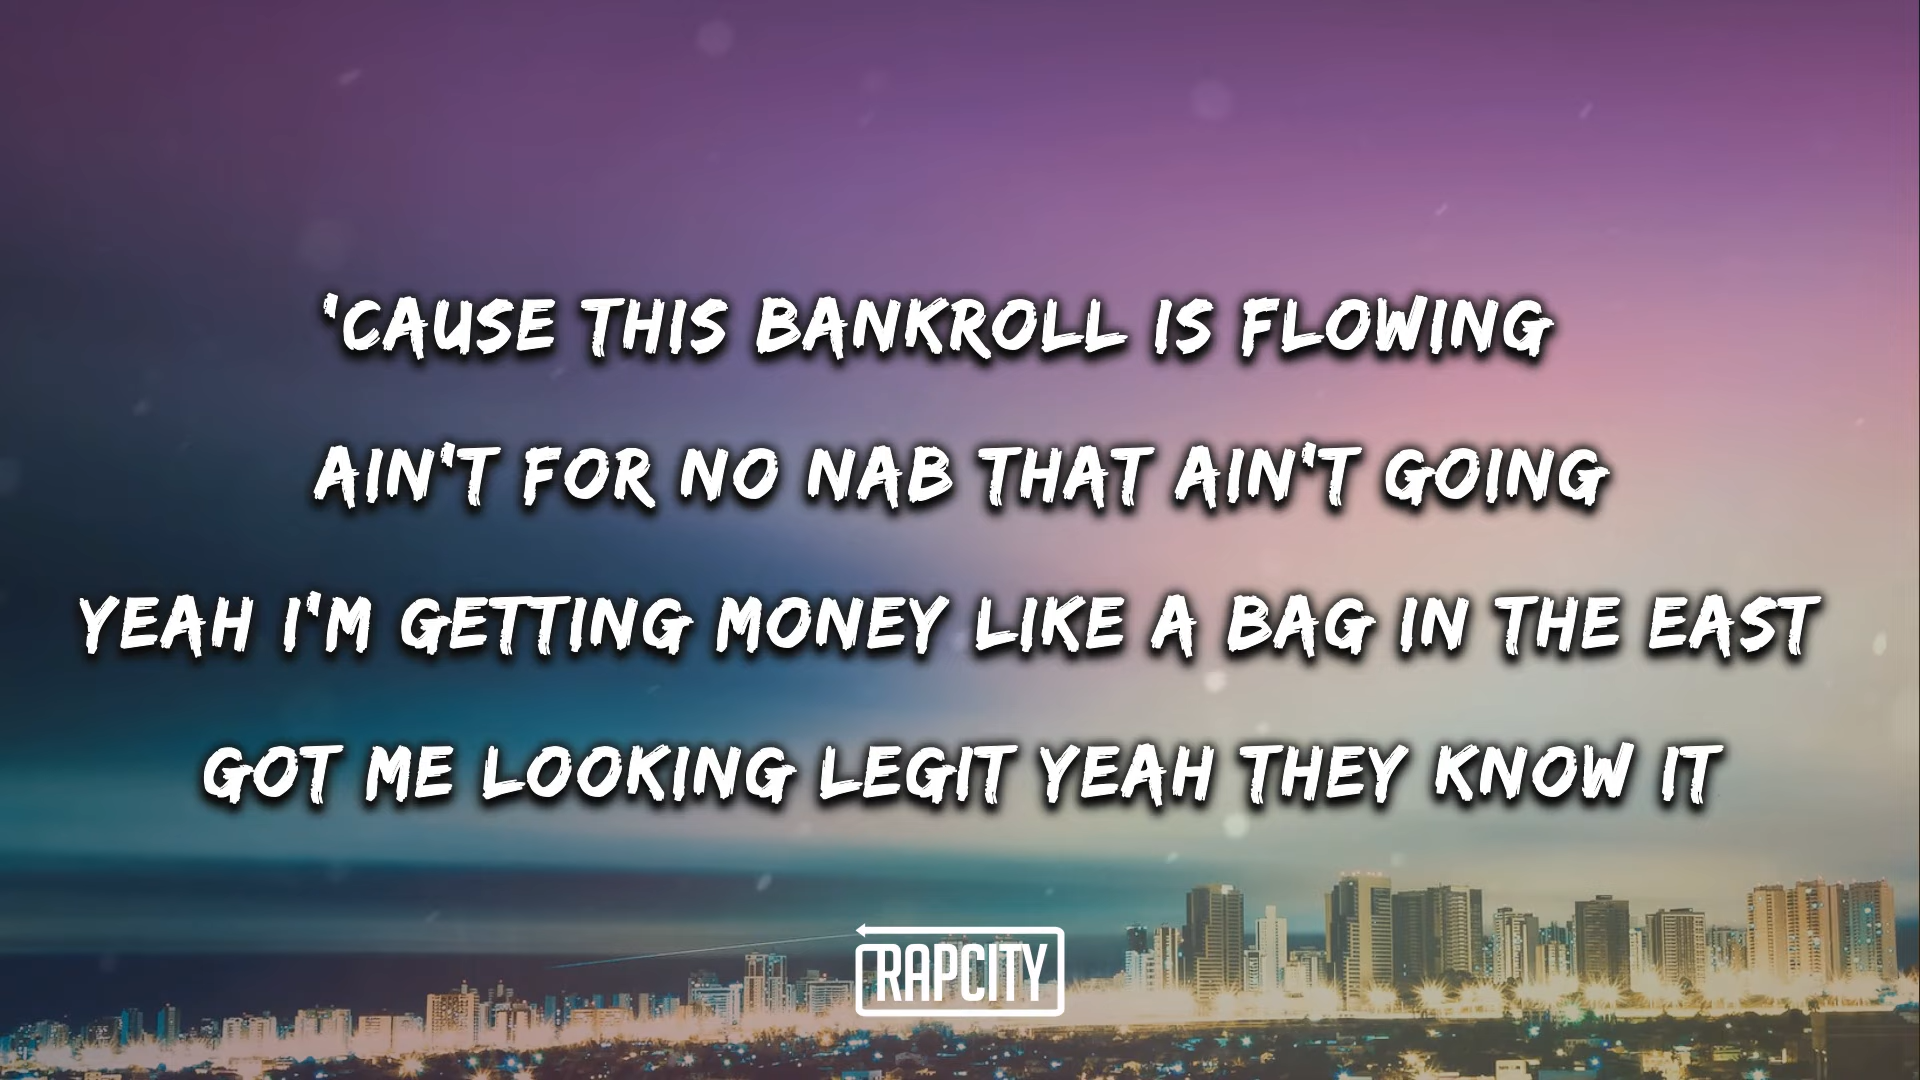 'CAUSE THIS BANKROLL IS FLOWING
AIN'T FOR NO NAB THAT AIN'T GOING
YEAH I'M GETTING MONEY LIKE A BAG IN THE EAST
GOT ME LOOKING LEGIT YEAH THEY KNOW IT
RAPCITY